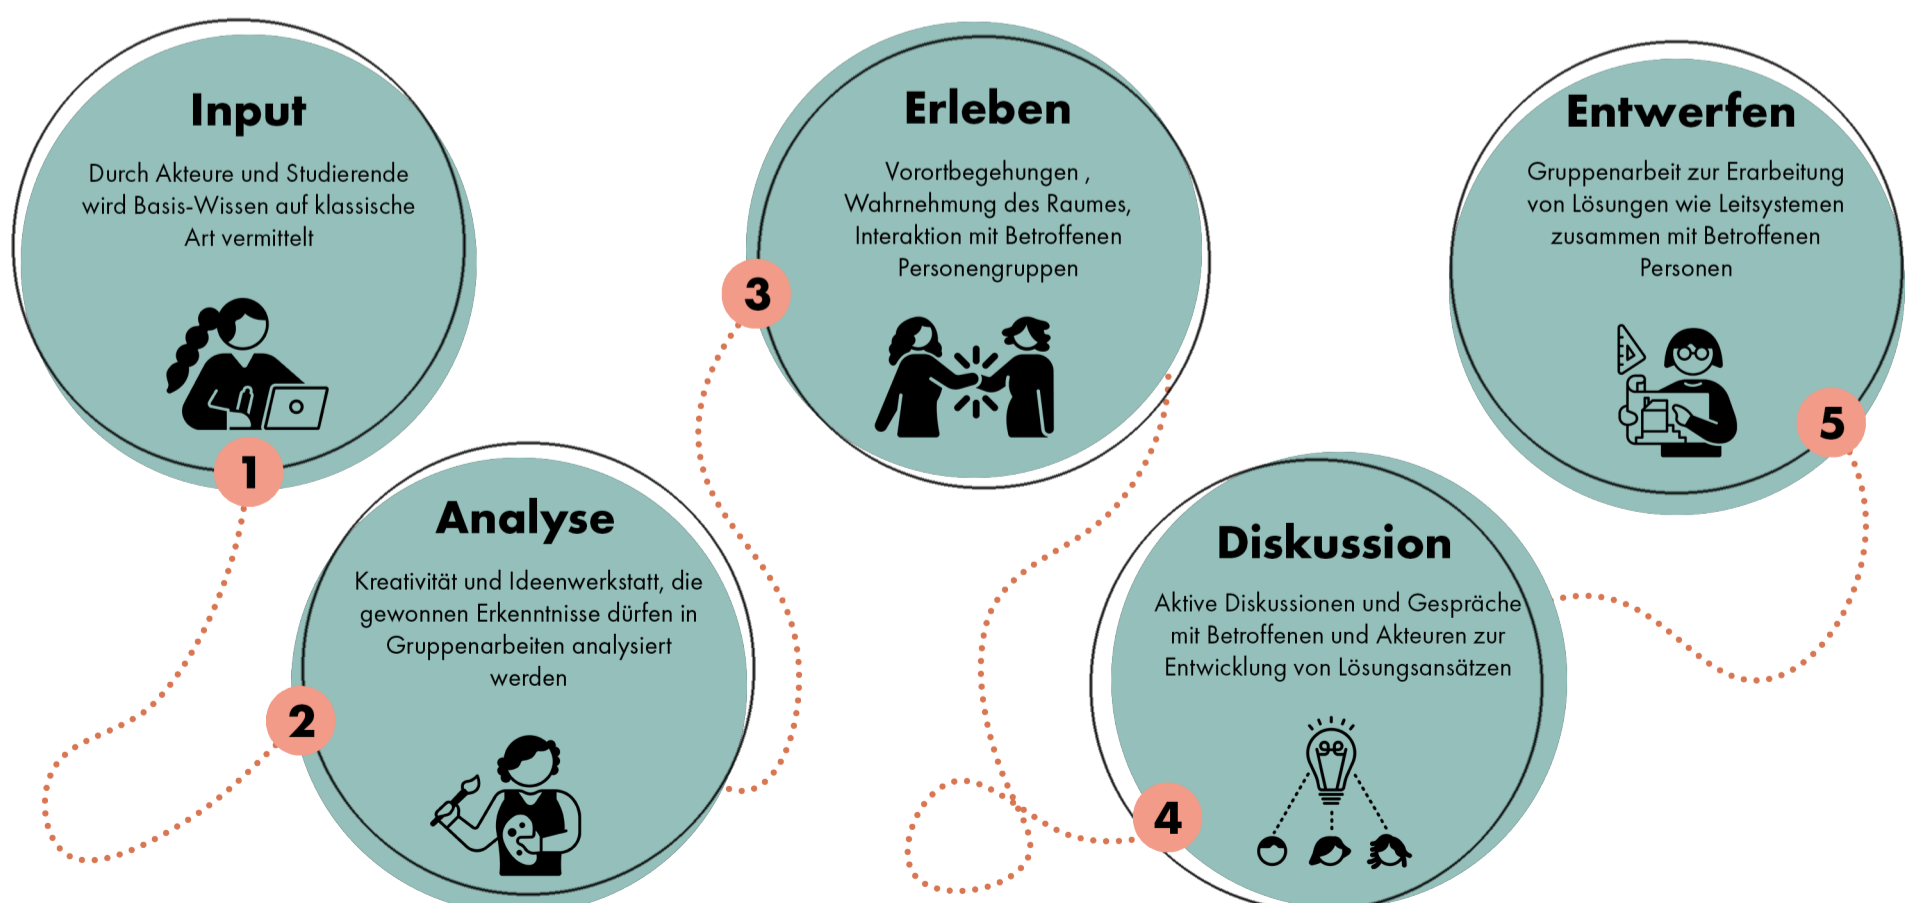 Input
Durch Akteure und Studierende
wird Basis-Wissen auf klassische
Art vermittelt
1
Analyse
Kreativität und Ideenwerkstatt, die
gewonnen Erkenntnisse dürfen in
Gruppenarbeiten analysiert
werden
2
Erleben
Vorortbegehungen ,
Wahrnehmung des Raumes,
Interaktion mit Betroffenen
Personengruppen
3
Diskussion
Aktive Diskussionen und Gespräche
mit Betroffenen und Akteuren zur
Entwicklung von Lösungsansätzen
4
Entwerfen
Gruppenarbeit zur Erarbeitung
von Lösungen wie Leitsystemen
zusammen mit Betroffenen
Personen
5